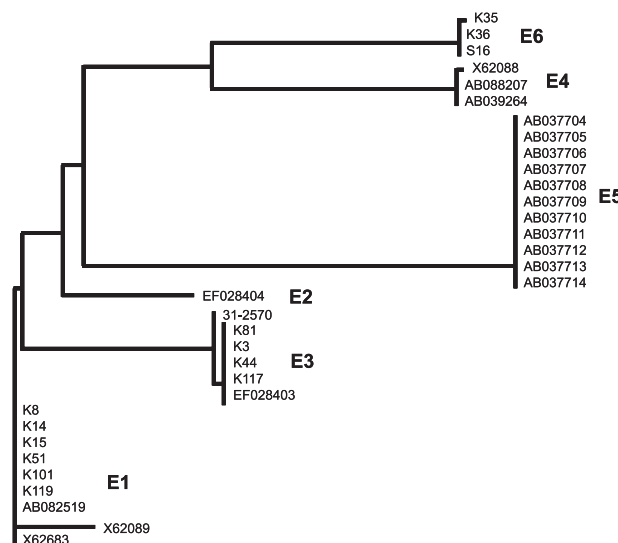 K35
K36
S16
E6
X62088
AB088207
AB039264
E4
AB037704
AB037705
AB037706
AB037707
AB037708
AB037709
AB037710
AB037711
AB037712
AB037713
AB037714
E5
EF028404
E2
31-2570
K81
K3
K44
K117
EF028403
E3
K8
K14
K15
K51
K101
K119
AB082519
E1
X62089
X62683